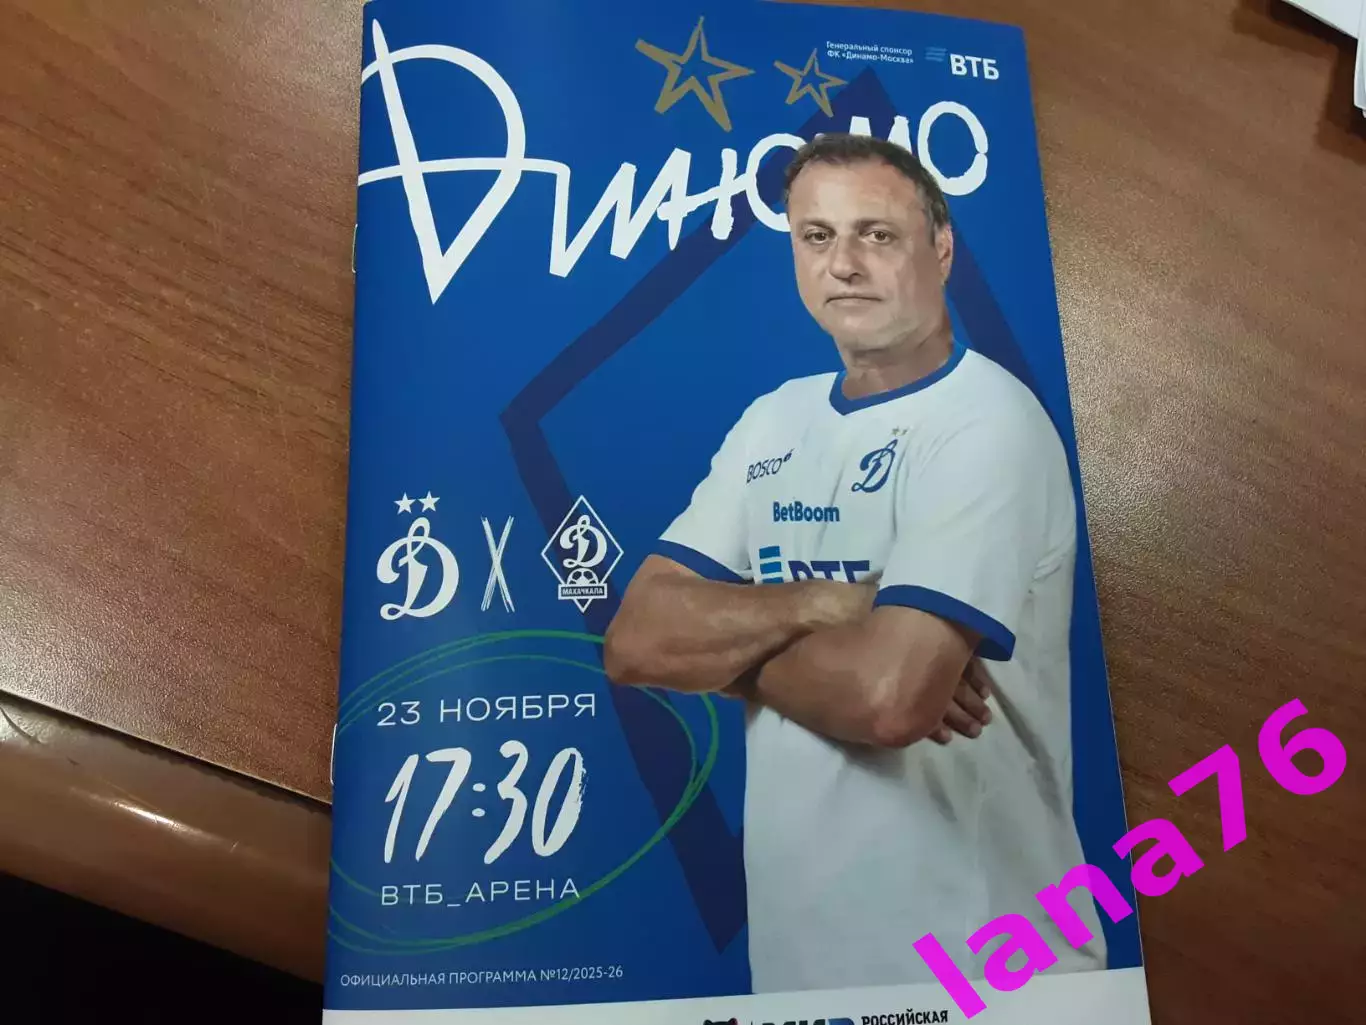 Генеральный спонсор
ФК «Динамо-Москва»
ВТБ
Динамо
BOSCO
BetBoom
ВТБ
Д X Д
МАХАЧКАЛА
23 НОЯБРЯ
17:30
ВТБ_АРЕНА
ОФИЦИАЛЬНАЯ ПРОГРАММА №12/2025-26
МИР РОССИЙСКАЯ
lana76